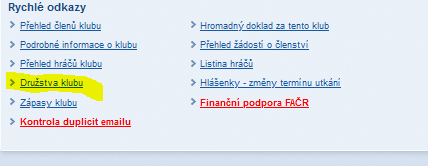 Rychlé odkazy
Přehled členů klubu
Hromadný doklad za tento klub
Podrobné informace o klubu
Přehled žádostí o členství
Přehled hráčů klubu
Listina hráčů
Družstva klubu
Hlášenky - změny termínu utkání
Zápasy klubu
Finanční podpora FAČR
Kontrola duplicit emailu